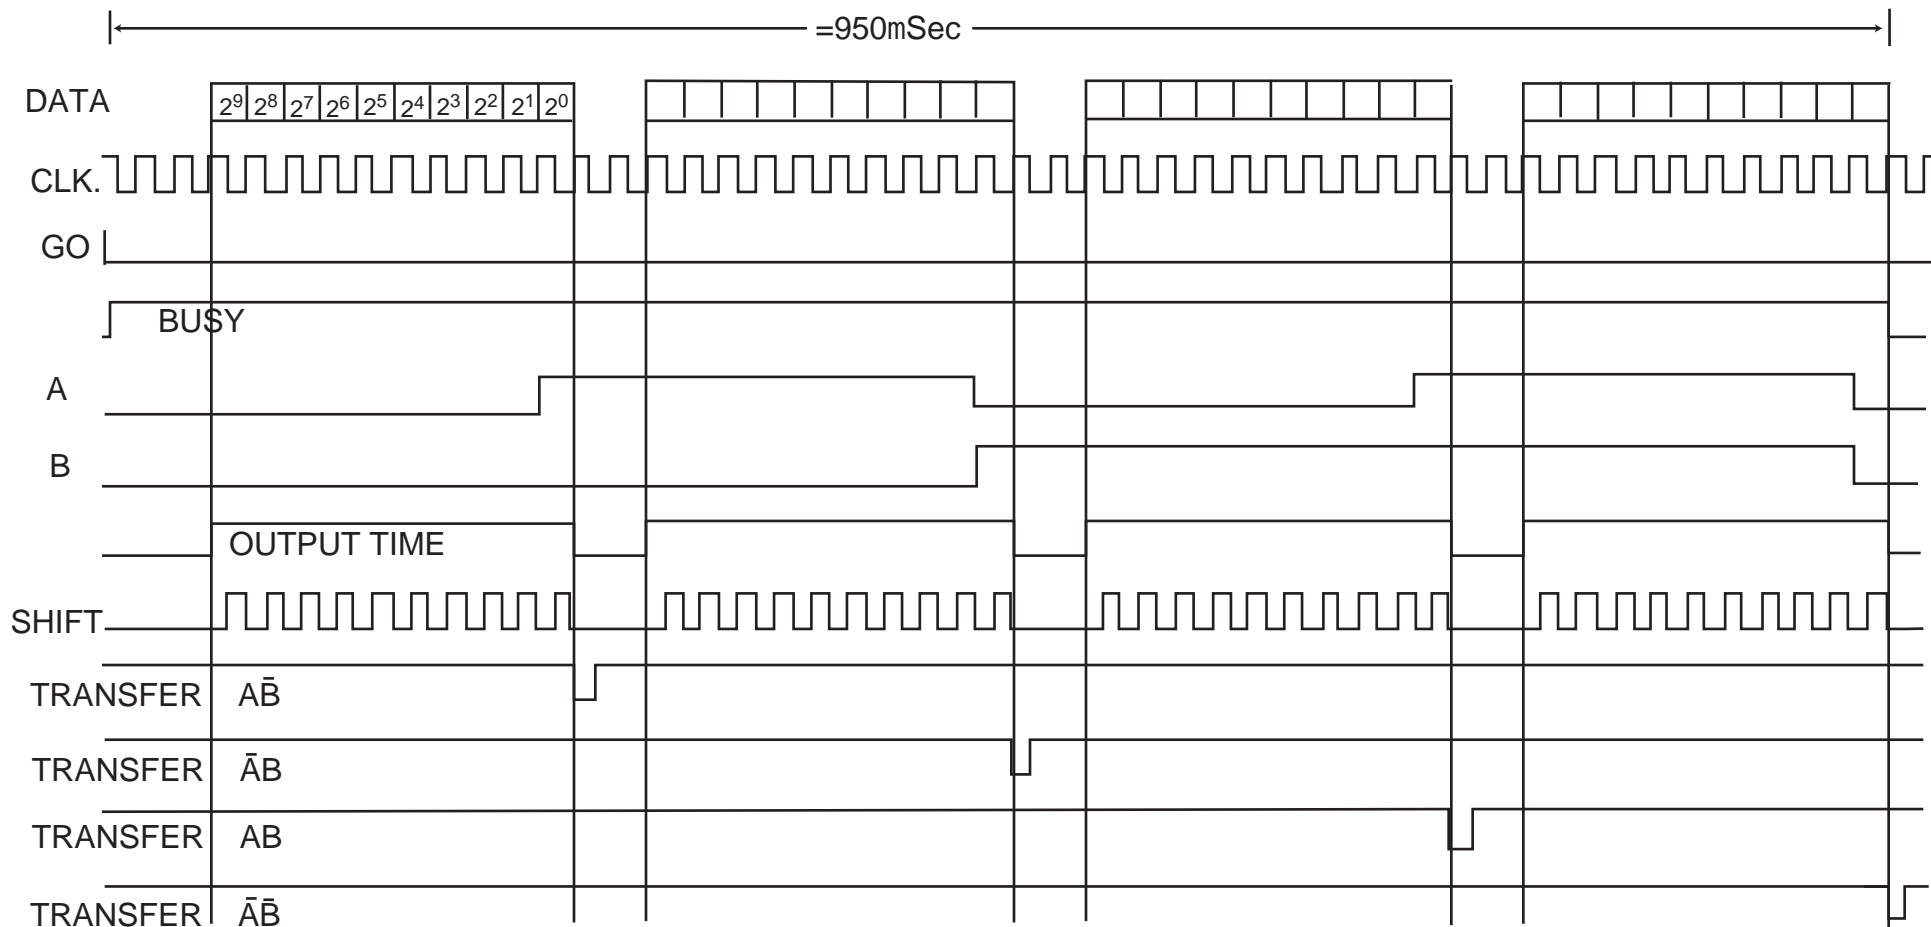 =950mSec
DATA 2⁹ 2⁸ 2⁷ 2⁶ 2⁵ 2⁴ 2³ 2² 2¹ 2⁰
CLK.
GO
BUSY
A
B
OUTPUT TIME
SHIFT
TRANSFER AB̄
TRANSFER ĀB
TRANSFER AB
TRANSFER ĀB̄